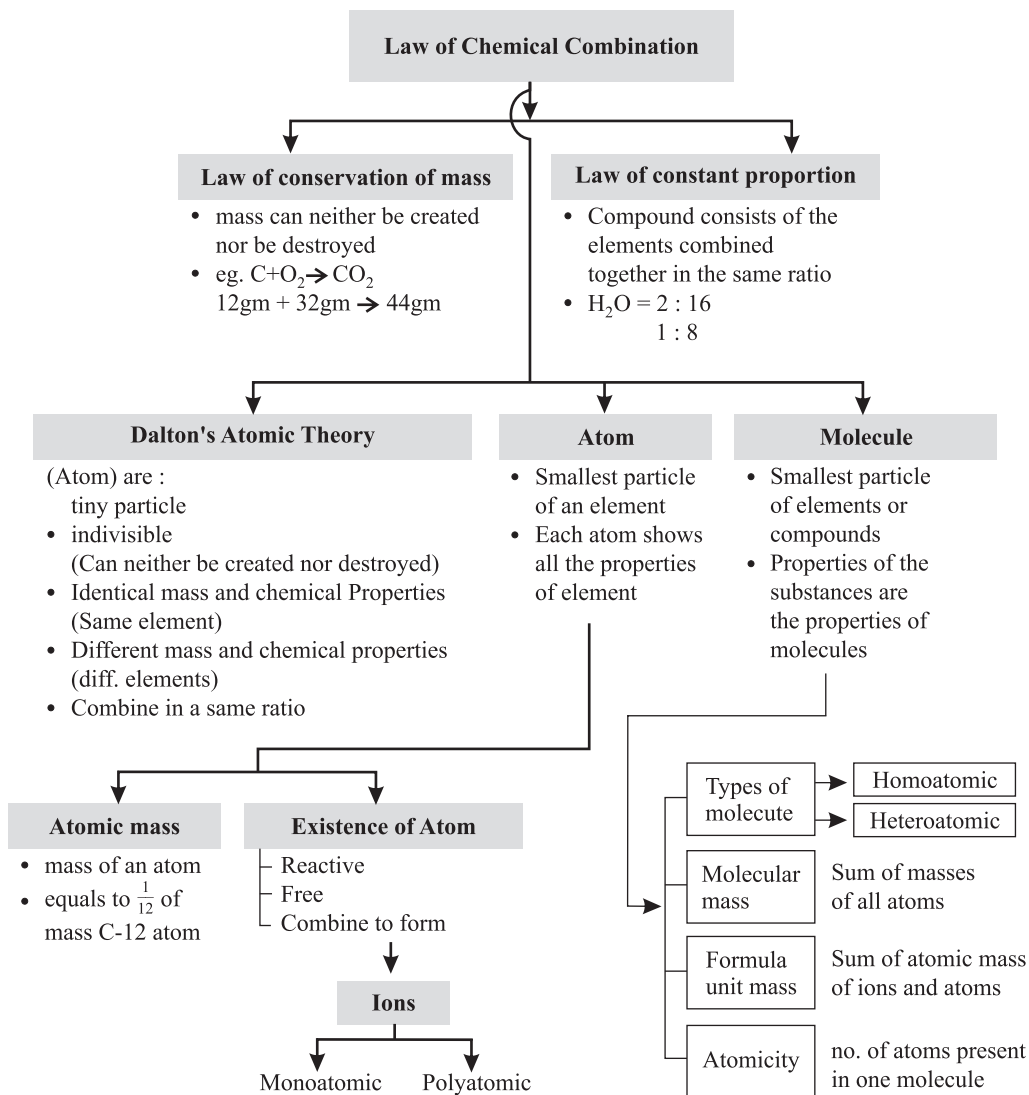 Law of Chemical Combination
Law of conservation of mass
• mass can neither be created
nor be destroyed
• eg. C+O₂→CO₂
12gm + 32gm → 44gm
Law of constant proportion
• Compound consists of the
elements combined
together in the same ratio
• H₂O = 2 : 16
1 : 8
Dalton's Atomic Theory
(Atom) are :
tiny particle
• indivisible
(Can neither be created nor destroyed)
• Identical mass and chemical Properties
(Same element)
• Different mass and chemical properties
(diff. elements)
• Combine in a same ratio
Atom
• Smallest particle
of an element
• Each atom shows
all the properties
of element
Molecule
• Smallest particle
of elements or
compounds
• Properties of the
substances are
the properties of
molecules
Atomic mass
• mass of an atom
• equals to 1/12 of
mass C-12 atom
Existence of Atom
Reactive
Free
Combine to form
Ions
Monoatomic
Polyatomic
Types of
molecute
Homoatomic
Heteroatomic
Molecular
mass
Sum of masses
of all atoms
Formula
unit mass
Sum of atomic mass
of ions and atoms
Atomicity
no. of atoms present
in one molecule